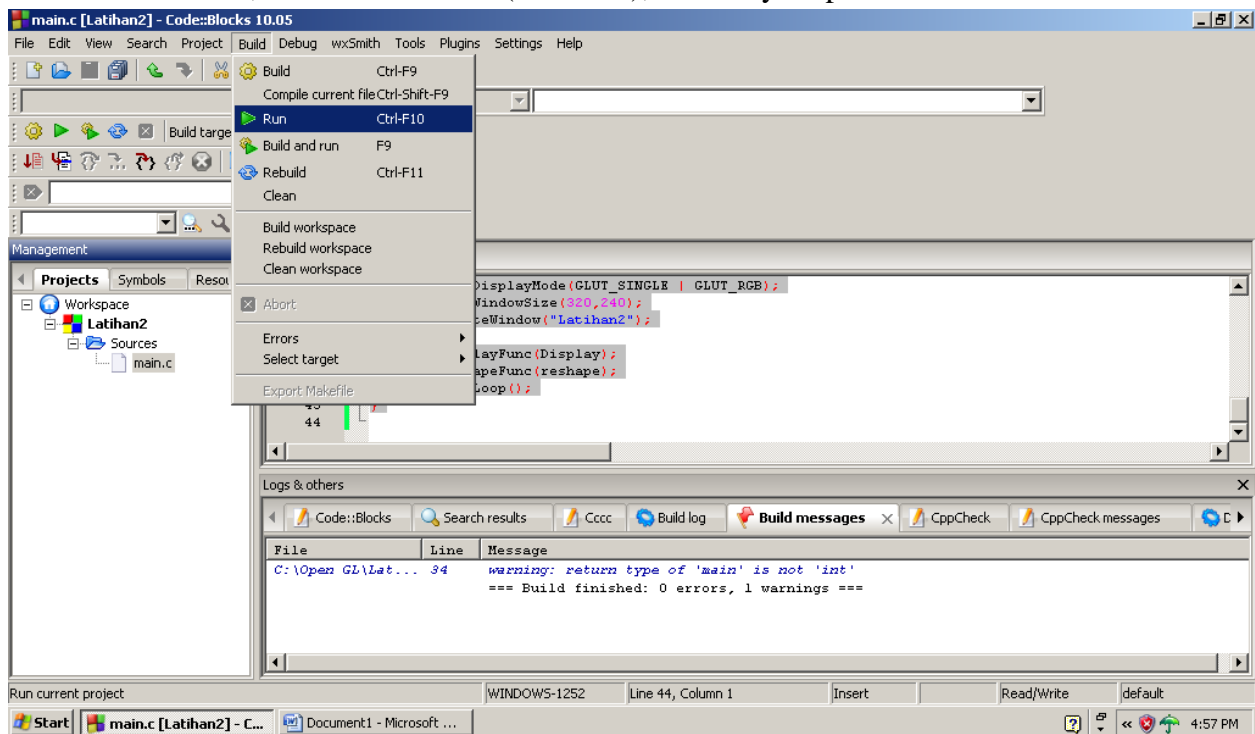 main.c [Latihan2] - Code::Blocks 10.05
File Edit View Search Project Build Debug wxSmith Tools Plugins Settings Help
Build Ctrl-F9
Compile current file Ctrl-Shift-F9
Run Ctrl-F10
Build targe
Build and run F9
Rebuild Ctrl-F11
Clean
Build workspace
Rebuild workspace
Clean workspace
Abort
Errors
Select target
Export Makefile
Management
Projects Symbols Resou
Workspace
Latihan2
Sources
main.c
DisplayMode(GLUT_SINGLE | GLUT_RGB);
WindowSize(320,240);
teWindow("Latihan2");
layFunc(Display);
apeFunc(reshape);
Loop();
43 }
44
Logs & others
Code::Blocks Search results Cccc Build log Build messages CppCheck CppCheck messages
File Line Message
C:\Open GL\Lat... 34 warning: return type of 'main' is not 'int'
=== Build finished: 0 errors, 1 warnings ===
Run current project WINDOWS-1252 Line 44, Column 1 Insert Read/Write default
Start main.c [Latihan2] - C... Document1 - Microsoft ... 4:57 PM